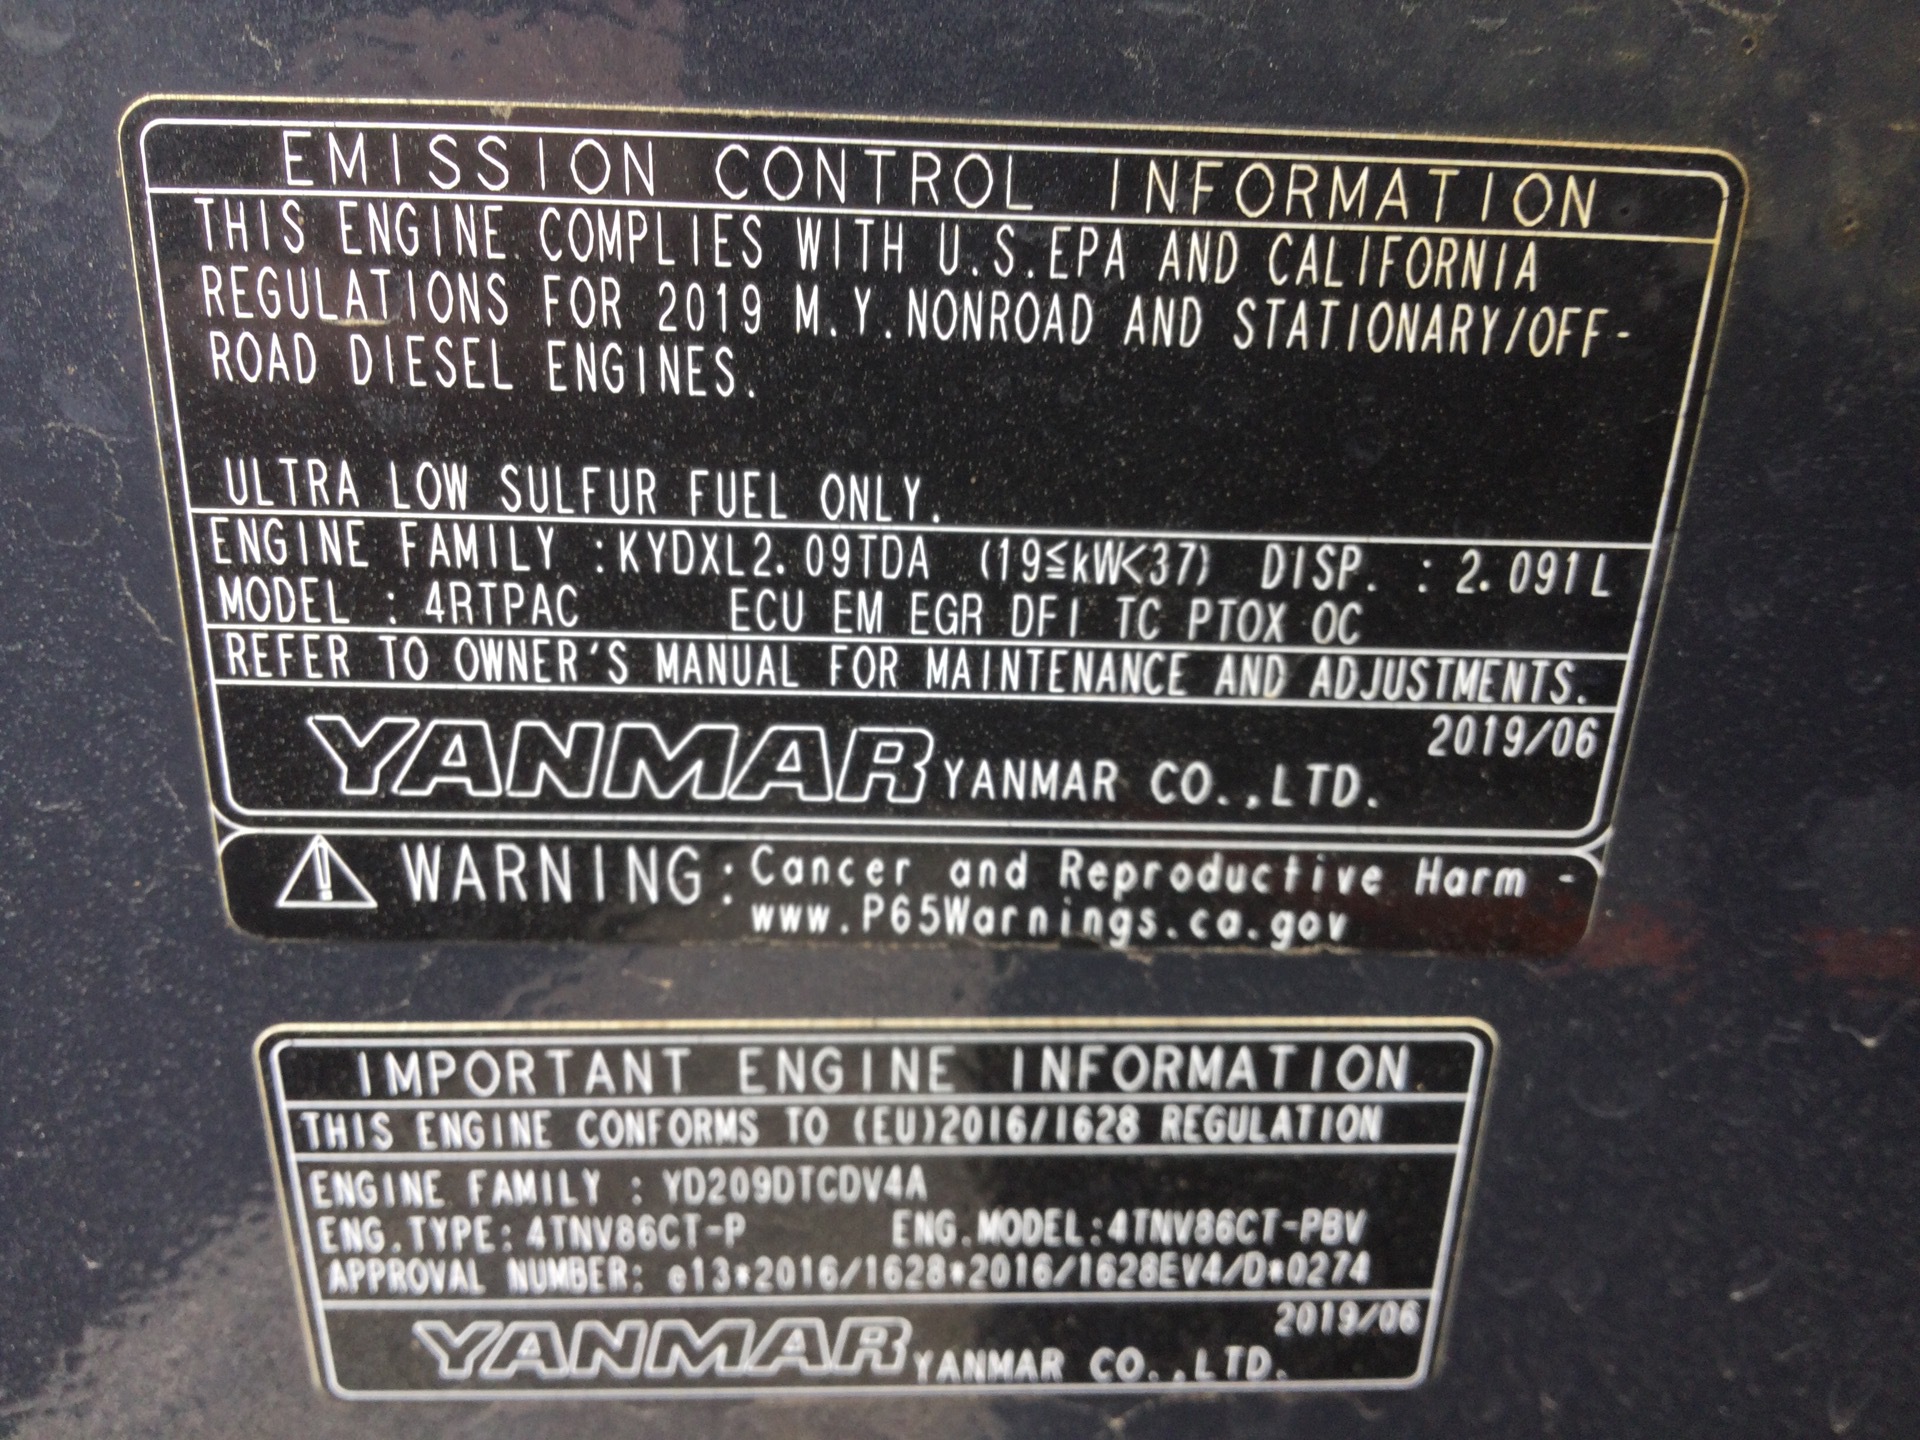 EMISSION CONTROL INFORMATION
THIS ENGINE COMPLIES WITH U.S.EPA AND CALIFORNIA
REGULATIONS FOR 2019 M.Y.NONROAD AND STATIONARY/OFF-
ROAD DIESEL ENGINES.
ULTRA LOW SULFUR FUEL ONLY.
ENGINE FAMILY :KYDXL2.09TDA (19≦kW<37) DISP. : 2.091L
MODEL : 4RTPAC ECU EM EGR DFI TC PTOX OC
REFER TO OWNER'S MANUAL FOR MAINTENANCE AND ADJUSTMENTS.
2019/06
YANMAR YANMAR CO.,LTD.
WARNING: Cancer and Reproductive Harm -
www.P65Warnings.ca.gov
IMPORTANT ENGINE INFORMATION
THIS ENGINE CONFORMS TO (EU)2016/1628 REGULATION
ENGINE FAMILY : YD209DTCDV4A
ENG.TYPE: 4TNV86CT-P ENG.MODEL:4TNV86CT-PBV
APPROVAL NUMBER: e13*2016/1628*2016/1628EV4/D*0274
2019/06
YANMAR YANMAR CO.,LTD.